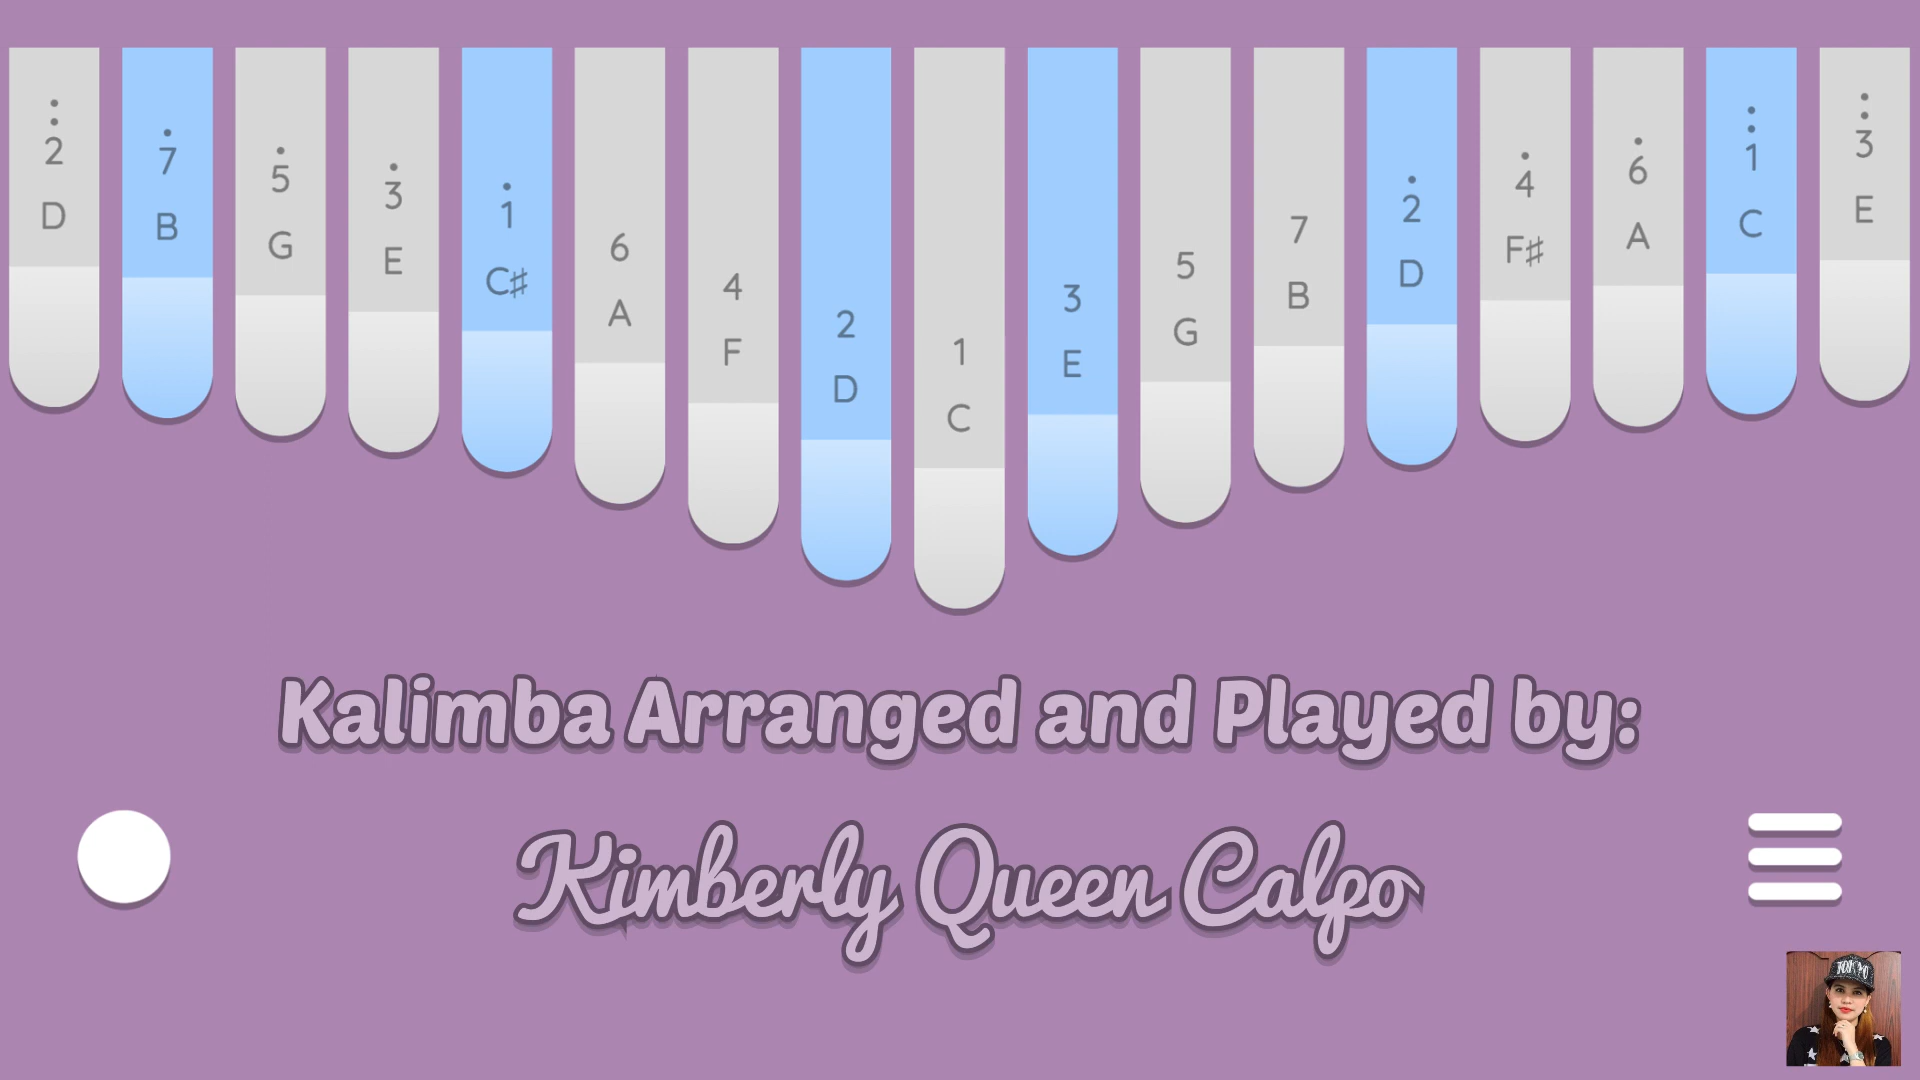 2 7 5 3 1 6 4 2 1 3 5 7 2 4 6 1 3
D B G E C♯ A F D C E G B D F♯ A C E
Kalimba Arranged and Played by:
Kimberly Queen Calpo
TOKYO